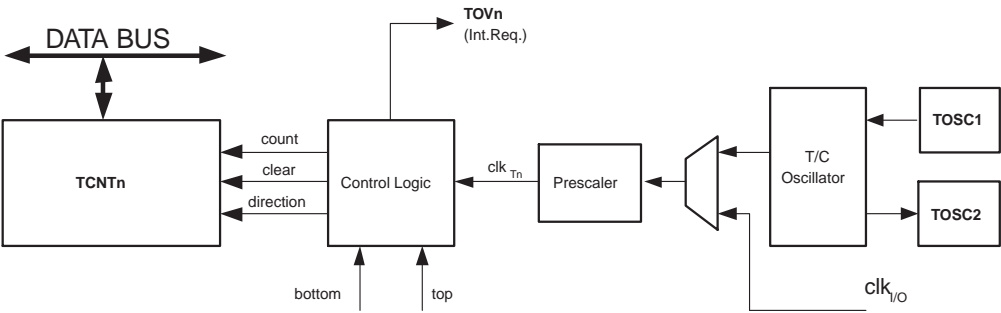 TOVn
(Int.Req.)
DATA BUS
TCNTn
count
clear
direction
Control Logic
clk Tn
Prescaler
T/C
Oscillator
TOSC1
TOSC2
bottom
top
clkI/O